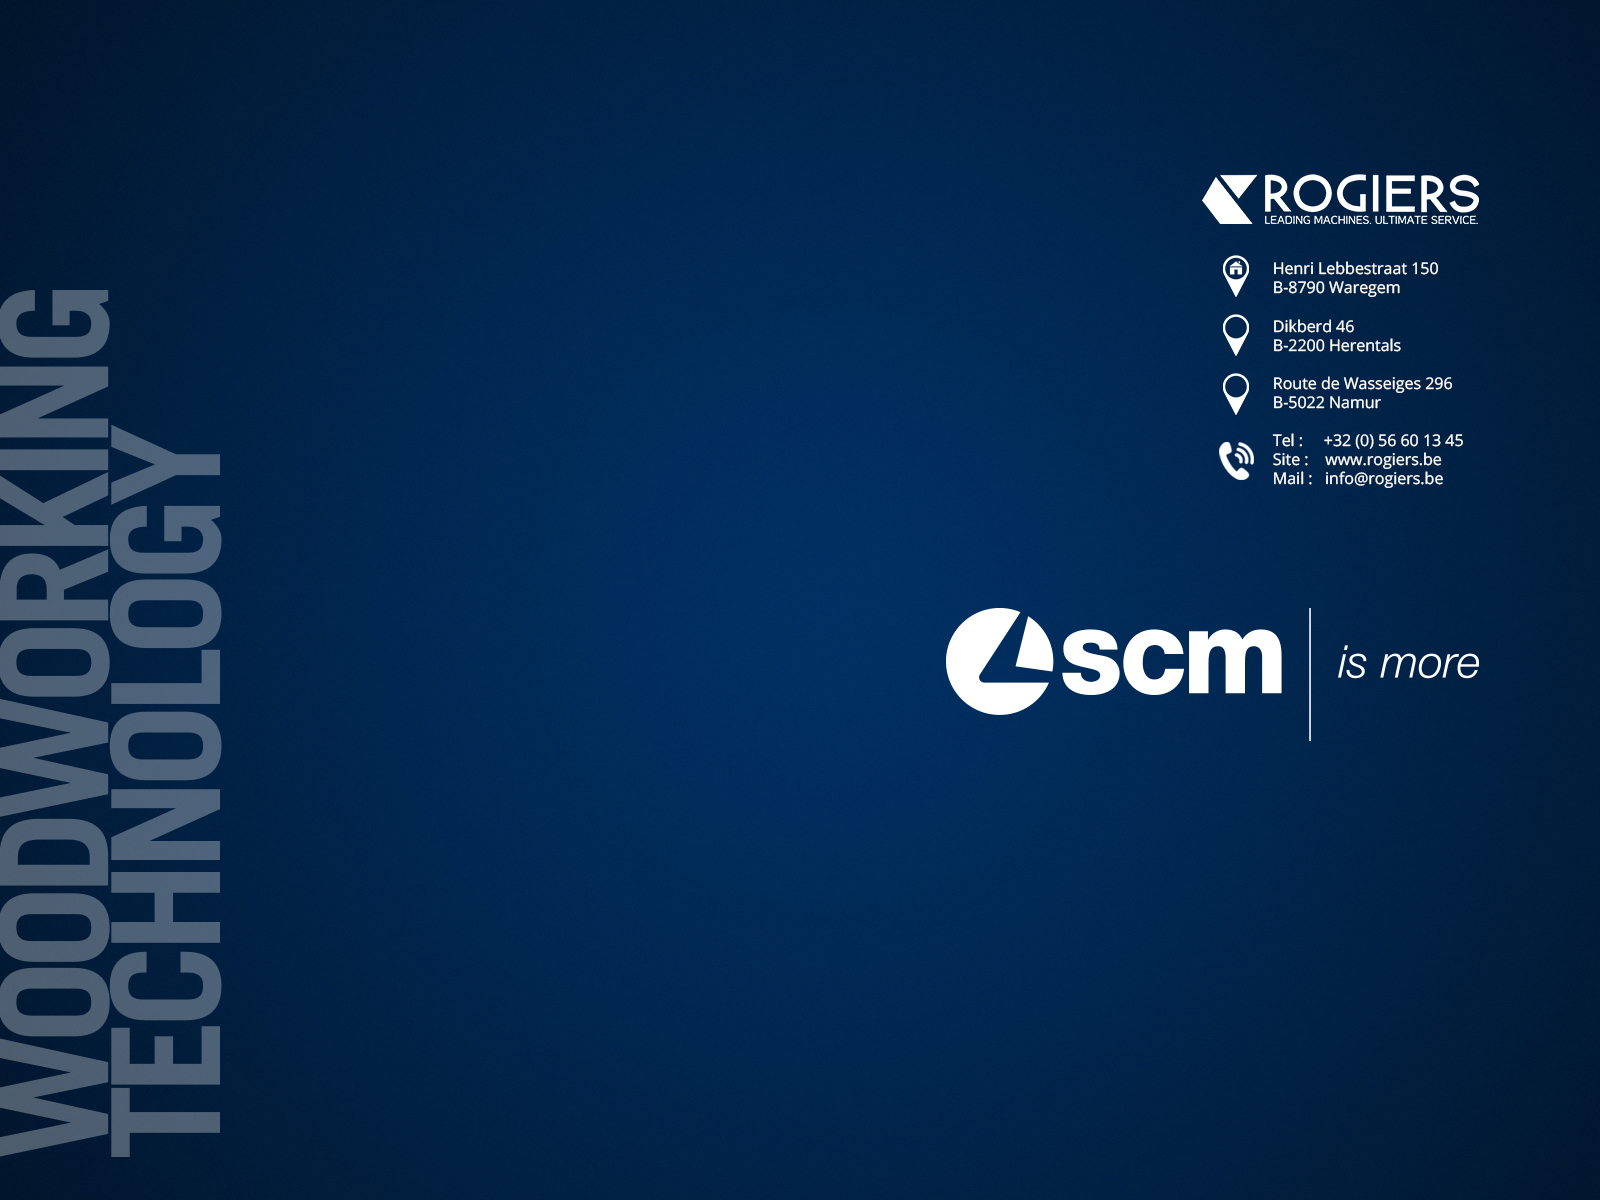 WOODWORKING
TECHNOLOGY
ROGIERS
LEADING MACHINES. ULTIMATE SERVICE.
Henri Lebbestraat 150
B-8790 Waregem
Dikberd 46
B-2200 Herentals
Route de Wasseiges 296
B-5022 Namur
Tel : +32 (0) 56 60 13 45
Site : www.rogiers.be
Mail : info@rogiers.be
scm
is more